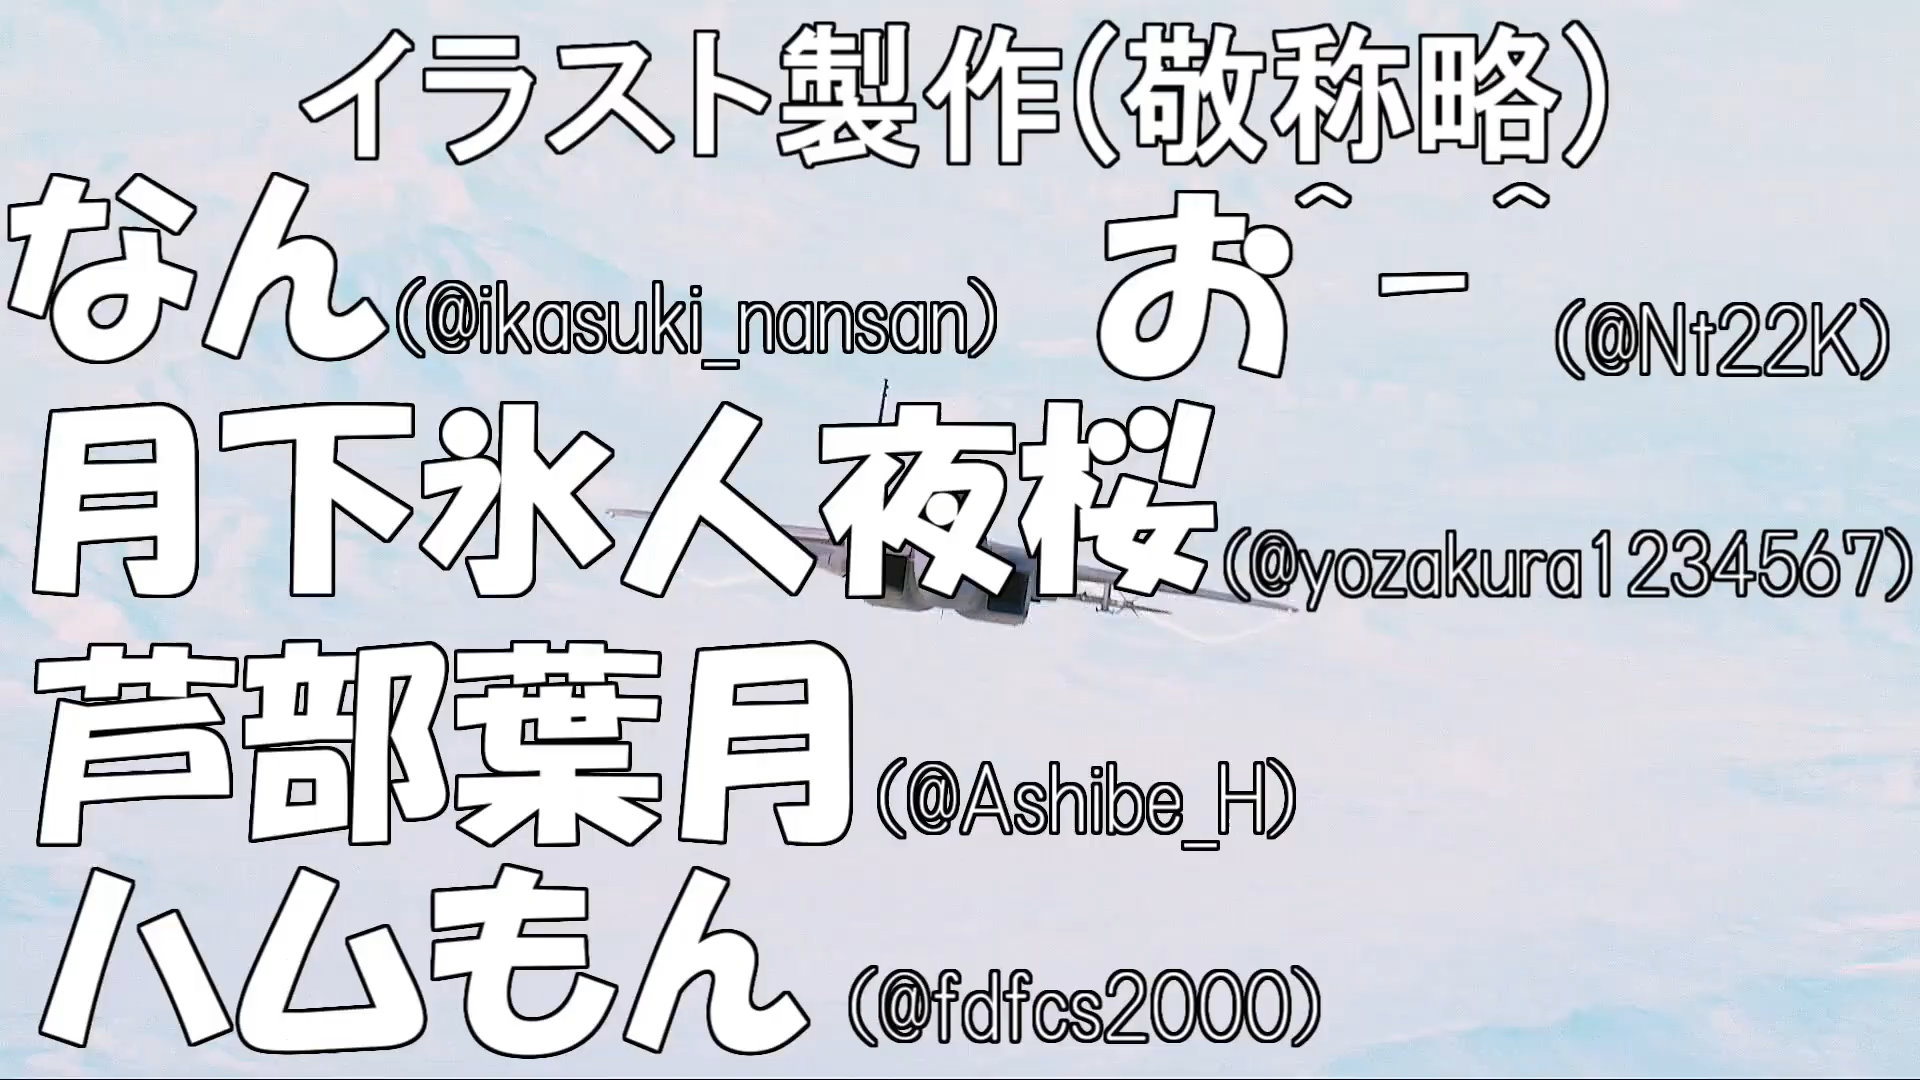 イラスト製作(敬称略)
なん(@ikasuki_nansan) お＾－＾(@Nt22K)
月下氷人夜桜(@yozakura1234567)
芦部葉月(@Ashibe_H)
ハムもん(@fdfcs2000)